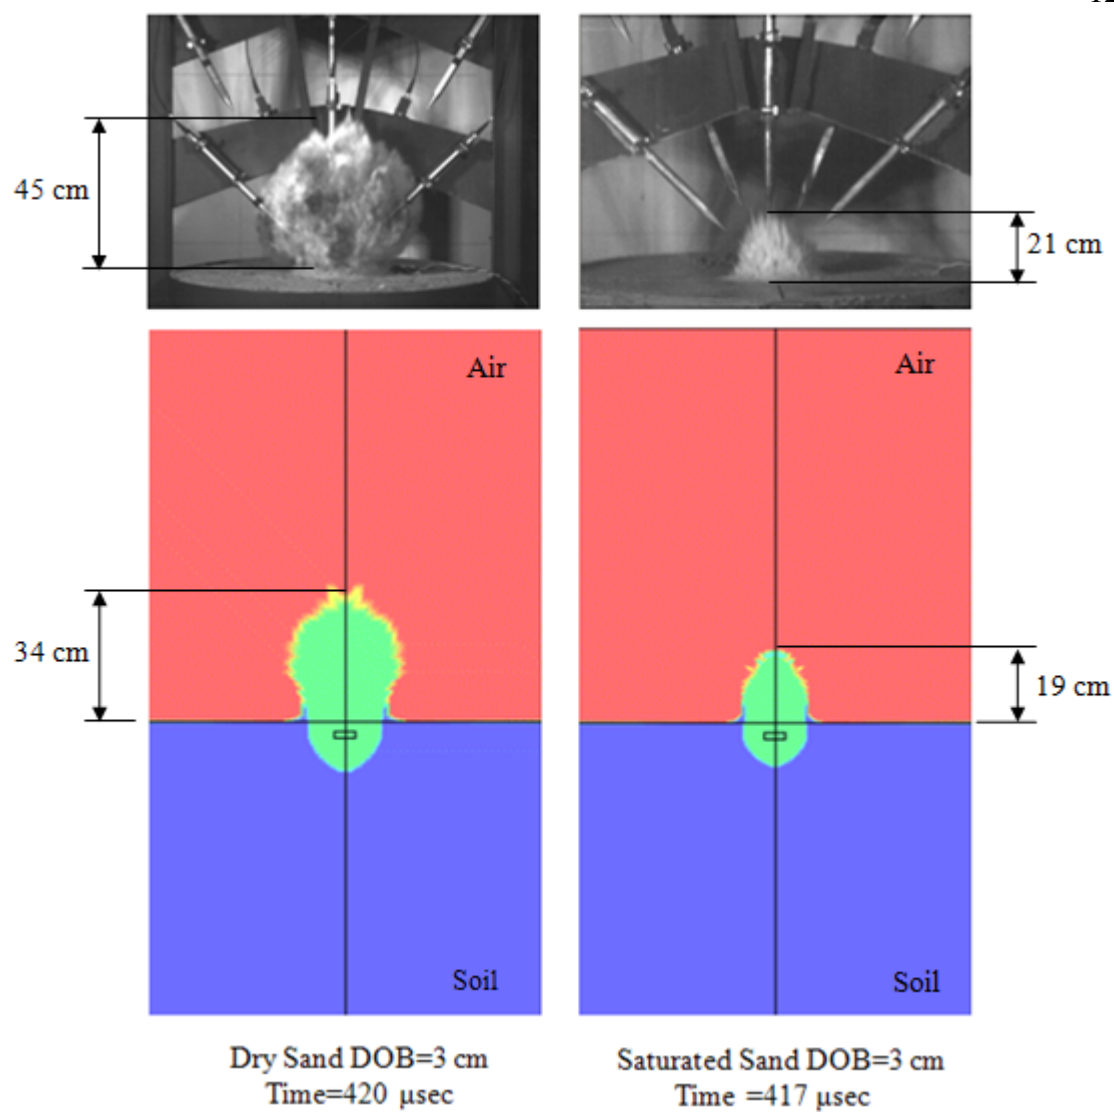 45 cm
21 cm
Air
Air
34 cm
19 cm
Soil
Soil
Dry Sand DOB=3 cm
Time=420 µsec
Saturated Sand DOB=3 cm
Time =417 µsec